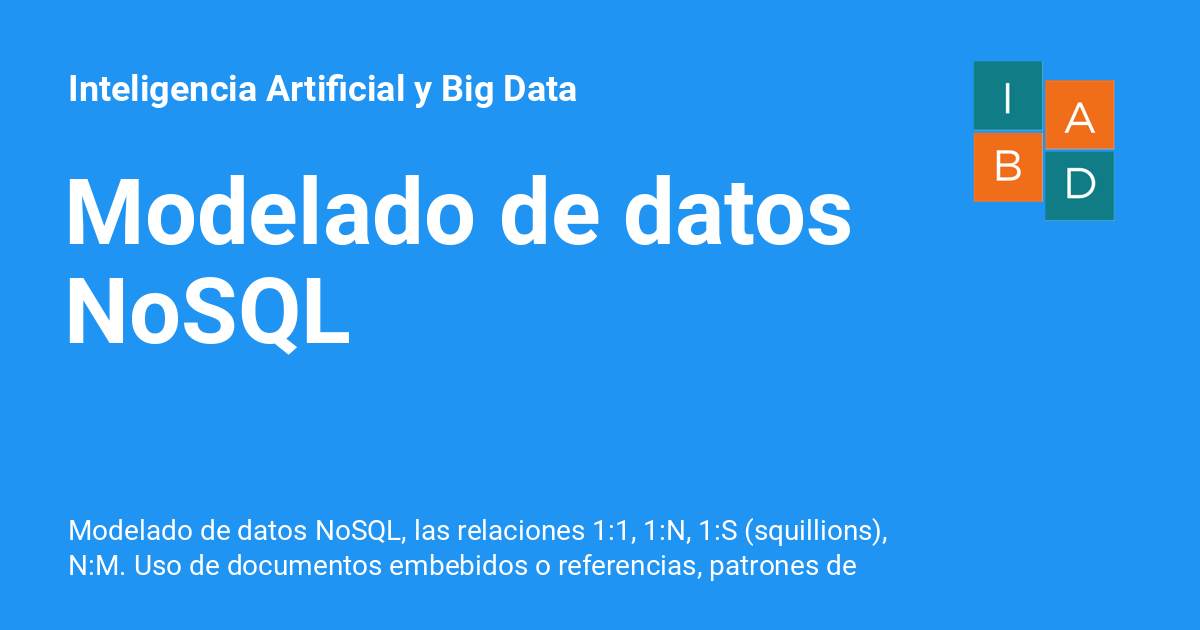 Inteligencia Artificial y Big Data
I
A
B
D
Modelado de datos
NoSQL
Modelado de datos NoSQL, las relaciones 1:1, 1:N, 1:S (squillions),
N:M. Uso de documentos embebidos o referencias, patrones de